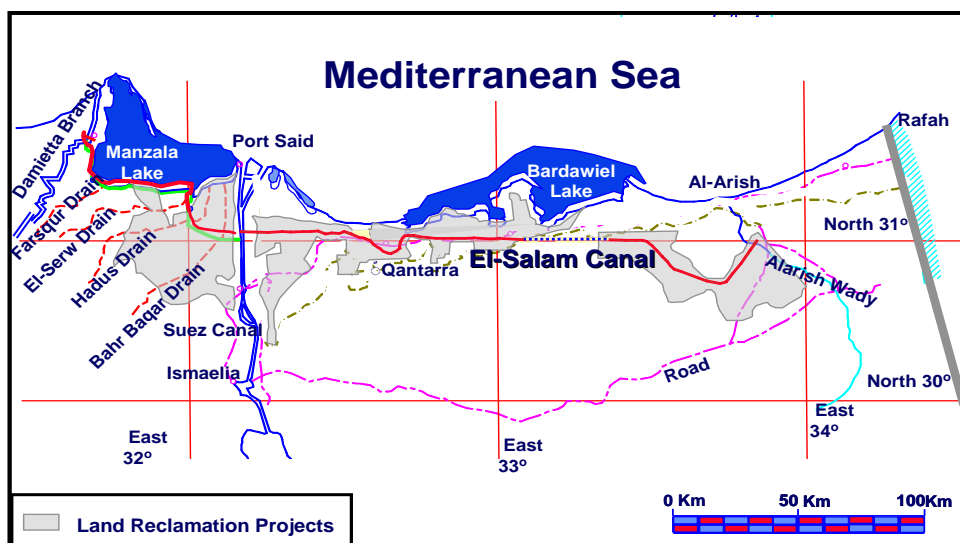 Mediterranean Sea
Damietta Branch
Manzala
Lake
Port Said
Bardawiel
Lake
Rafah
Al-Arish
Farsqur Drain
El-Serw Drain
Hadus Drain
Bahr Baqar Drain
North 31º
Qantarra
El-Salam Canal
Alarish Wady
Suez Canal
Ismaelia
Road
North 30º
East
32º
East
33º
East
34º
Land Reclamation Projects
0 Km 50 Km 100Km